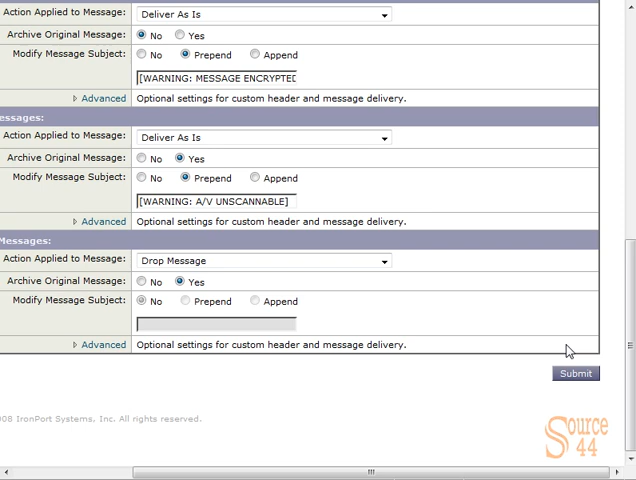 Action Applied to Message: Deliver As Is
Archive Original Message: No Yes
Modify Message Subject: No Prepend Append
[WARNING: MESSAGE ENCRYPTED
Advanced Optional settings for custom header and message delivery.
essages:
Action Applied to Message: Deliver As Is
Archive Original Message: No Yes
Modify Message Subject: No Prepend Append
[WARNING: A/V UNSCANNABLE]
Advanced Optional settings for custom header and message delivery.
Messages:
Action Applied to Message: Drop Message
Archive Original Message: No Yes
Modify Message Subject: No Prepend Append
Advanced Optional settings for custom header and message delivery.
Submit
008 IronPort Systems, Inc. All rights reserved.
Source
44